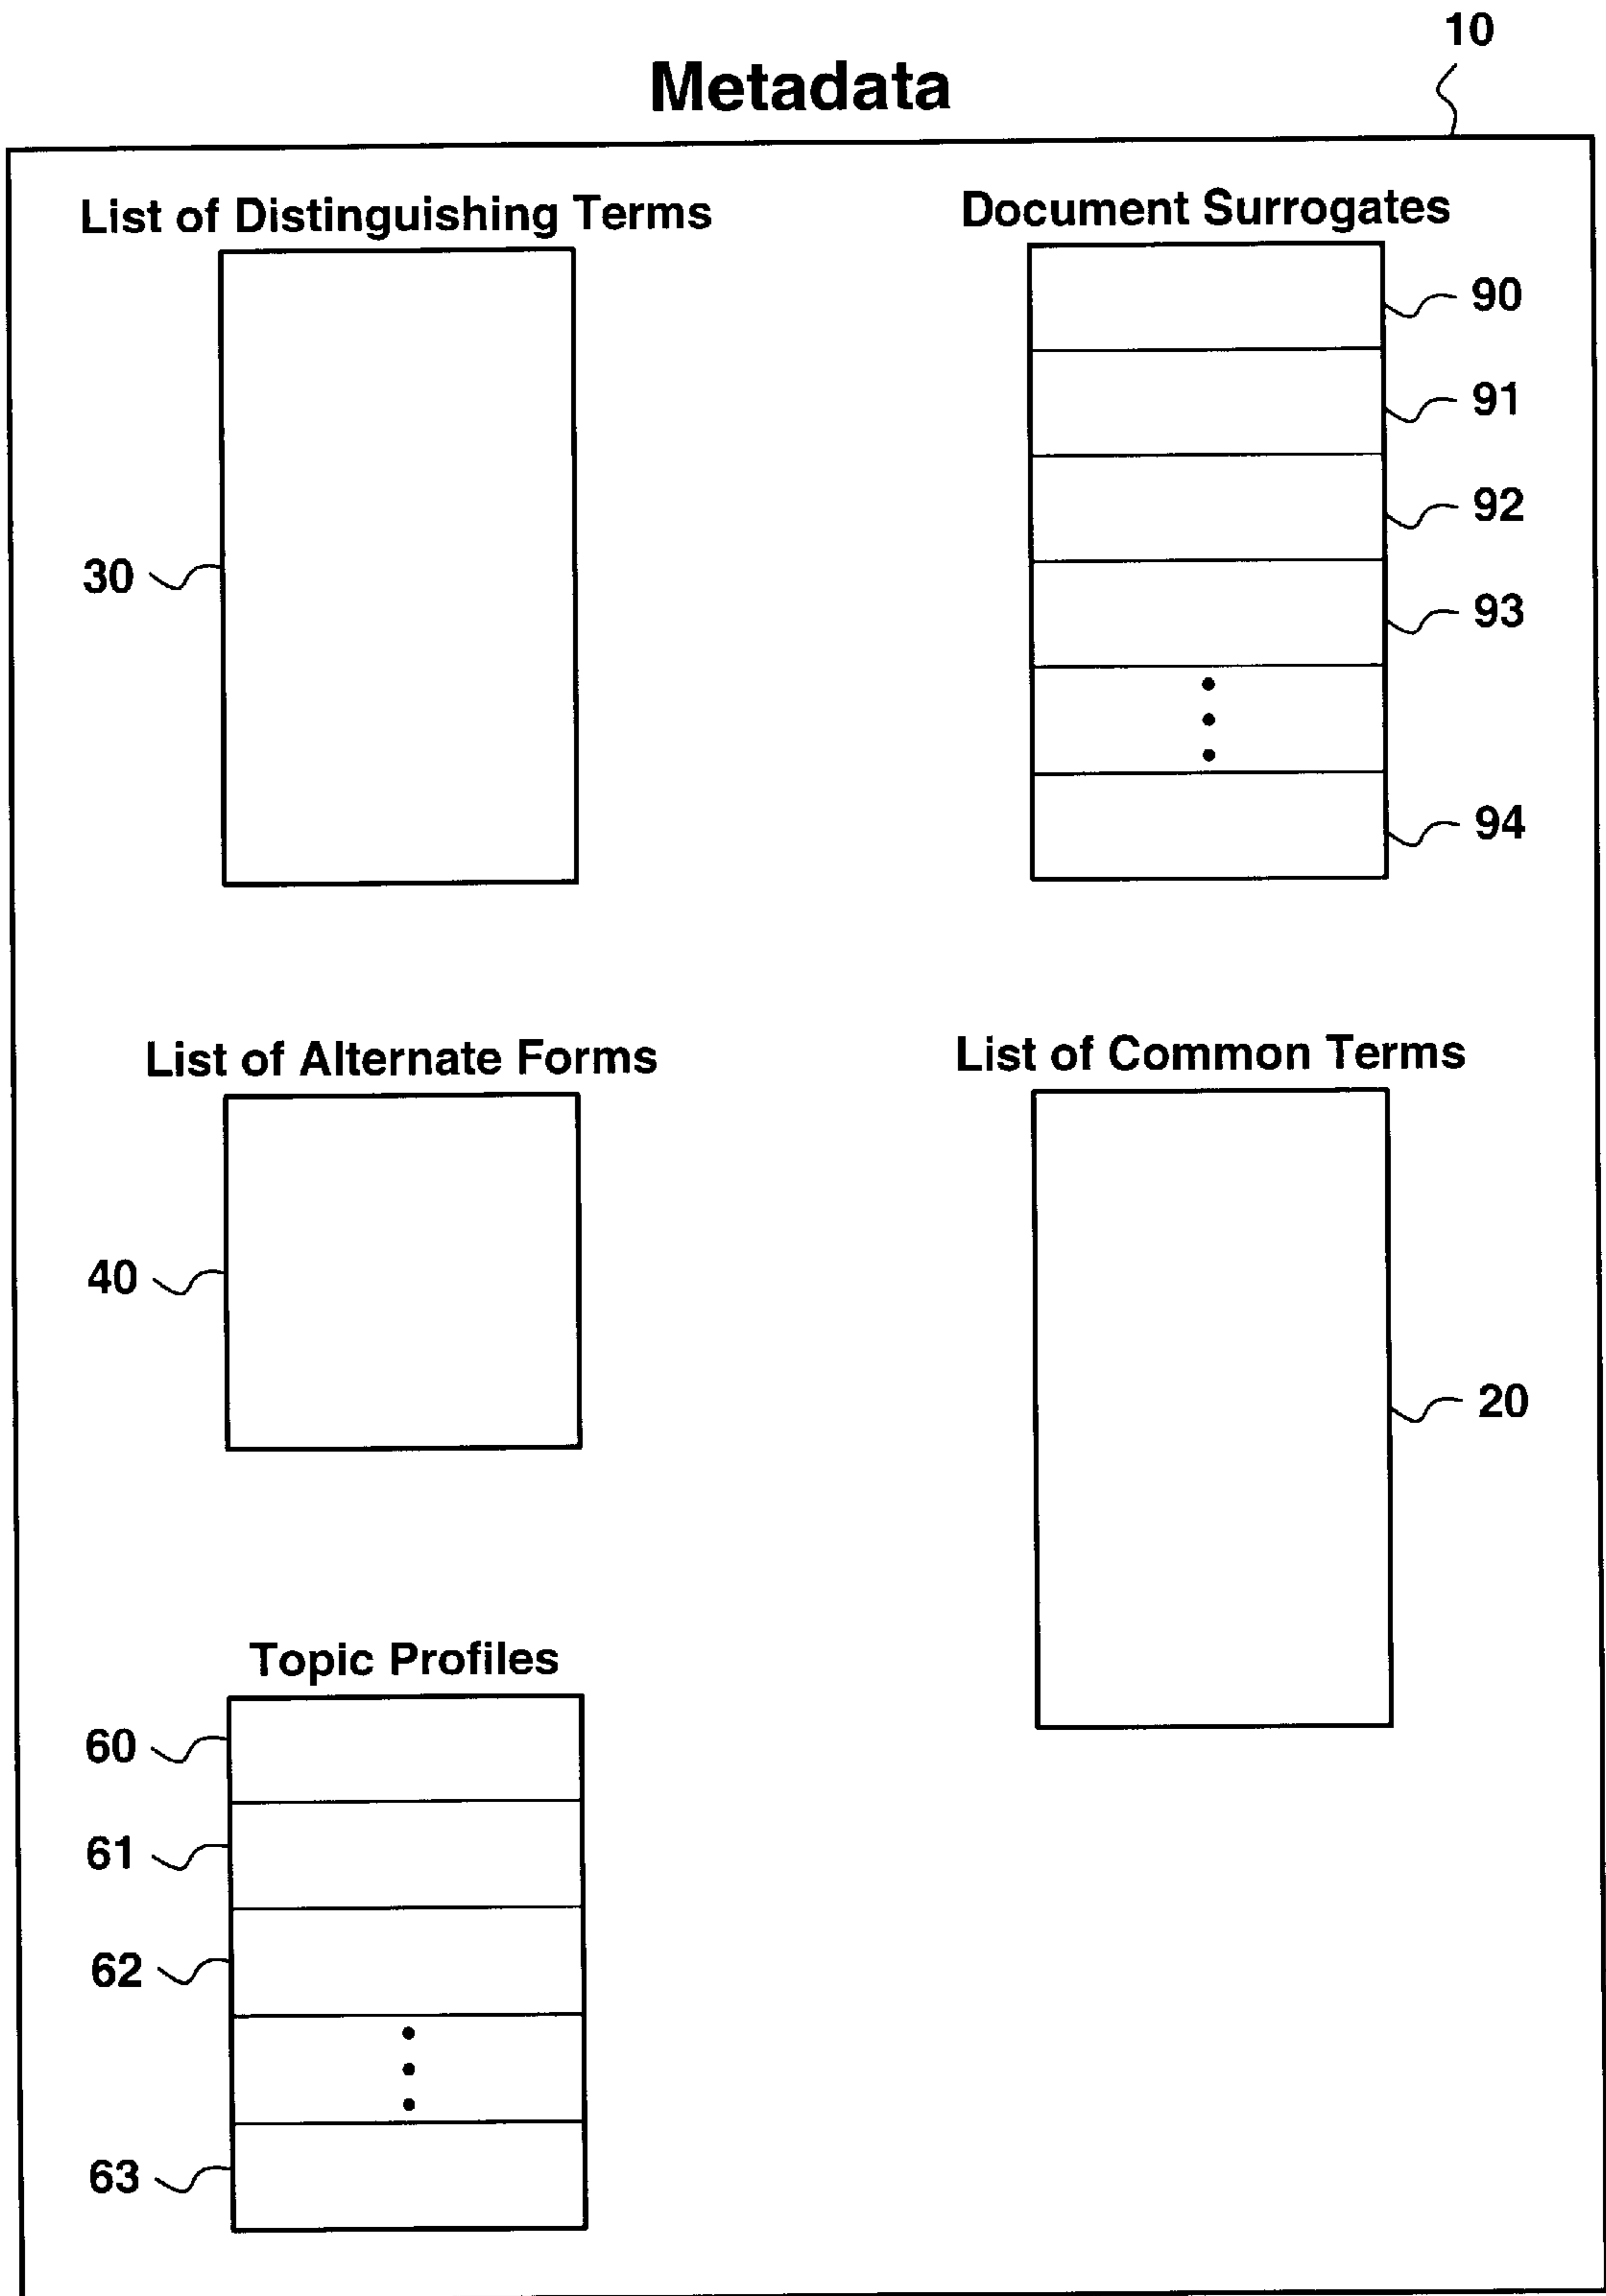 10
Metadata
List of Distinguishing Terms
30
Document Surrogates
90
91
92
93
94
List of Alternate Forms
40
List of Common Terms
20
Topic Profiles
60
61
62
63